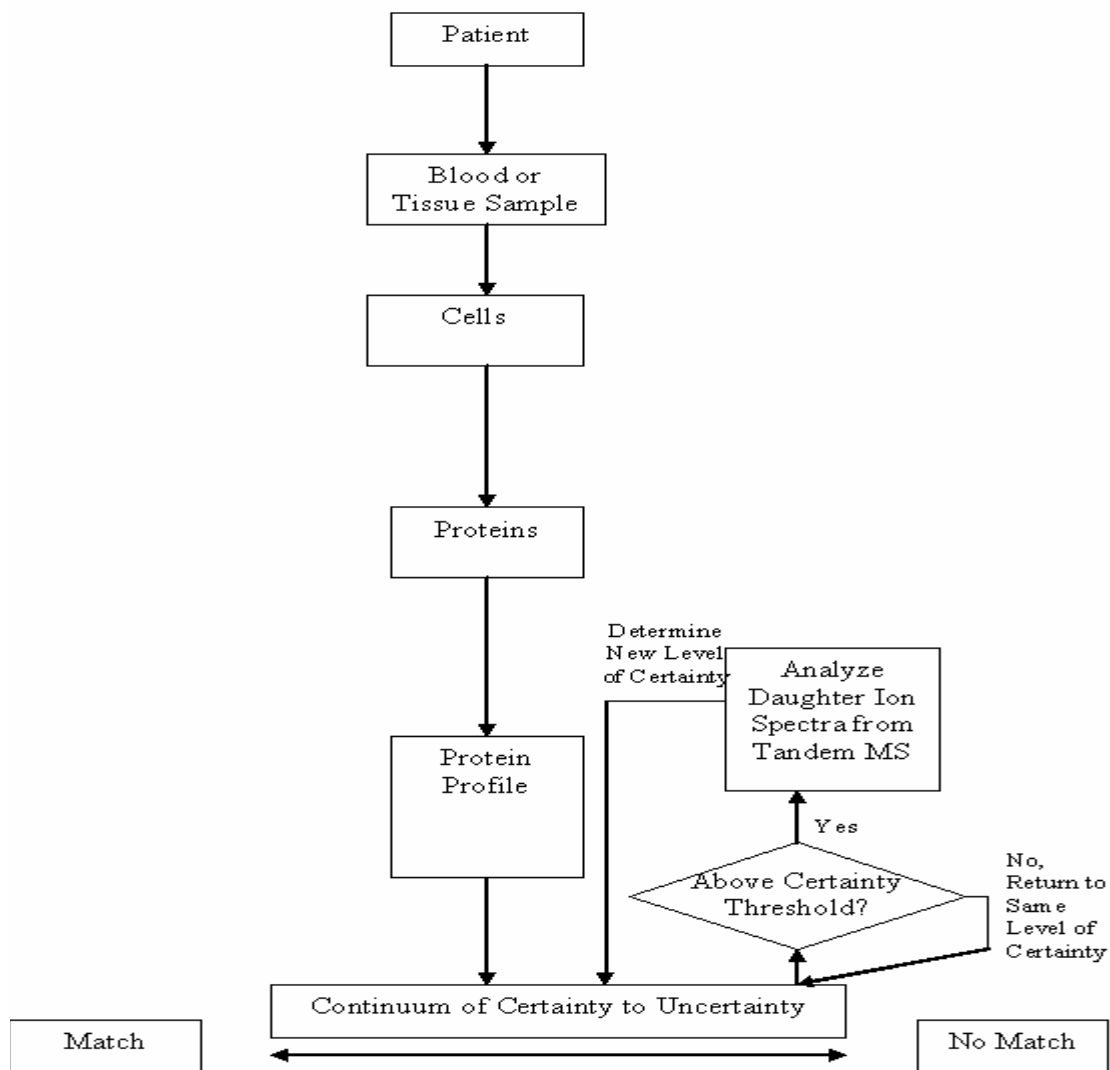 Patient
Blood or
Tissue Sample
Cells
Proteins
Determine
New Level
of Certainty
Analyze
Daughter Ion
Spectra from
Tandem MS
Protein
Profile
Yes
Above Certainty
Threshold?
No,
Return to
Same
Level of
Certainty
Continuum of Certainty to Uncertainty
Match
No Match